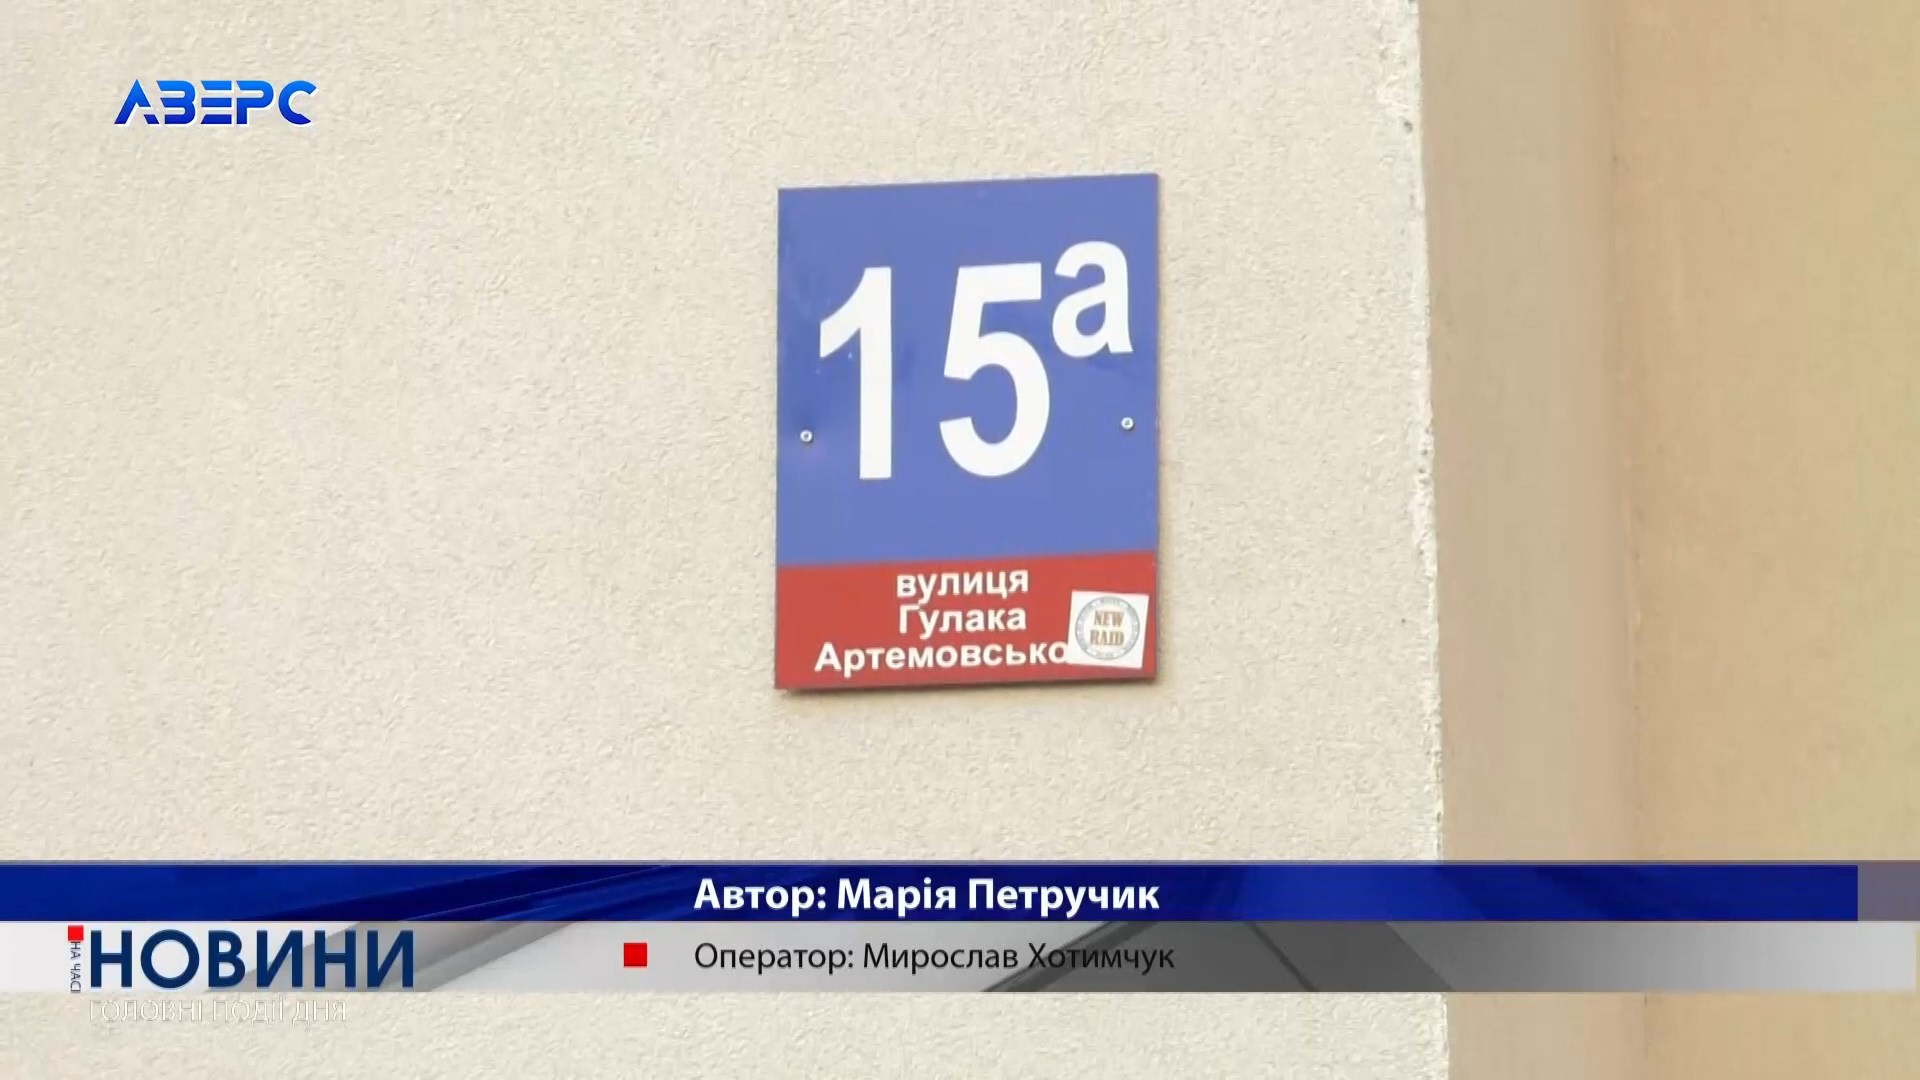 АВЕРС
15а
вулиця
Гулака
Артемовсько
NEW
RAID
Автор: Марія Петручик
НА ЧАСІ
НОВИНИ
Оператор: Мирослав Хотимчук
ГОЛОВНІ ПОДІЇ ДНЯ